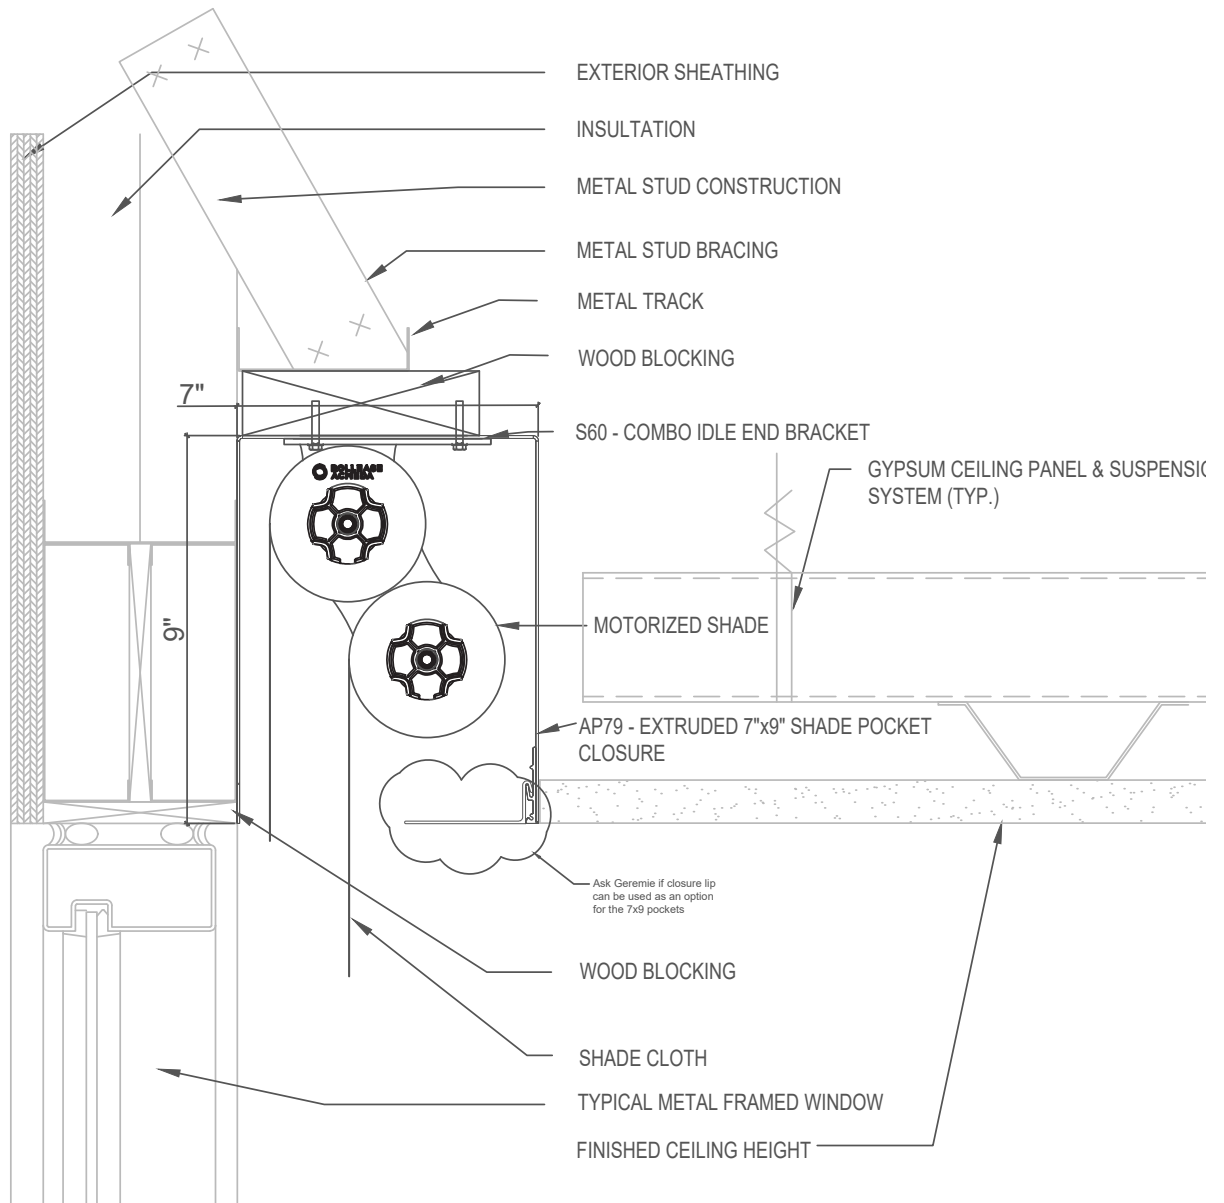 EXTERIOR SHEATHING
INSULTATION
METAL STUD CONSTRUCTION
METAL STUD BRACING
METAL TRACK
WOOD BLOCKING
7"
S60 - COMBO IDLE END BRACKET
GYPSUM CEILING PANEL & SUSPENSIO
SYSTEM (TYP.)
ROLLEASE
ACMEDA
9"
MOTORIZED SHADE
AP79 - EXTRUDED 7"x9" SHADE POCKET
CLOSURE
Ask Geremie if closure lip
can be used as an option
for the 7x9 pockets
WOOD BLOCKING
SHADE CLOTH
TYPICAL METAL FRAMED WINDOW
FINISHED CEILING HEIGHT